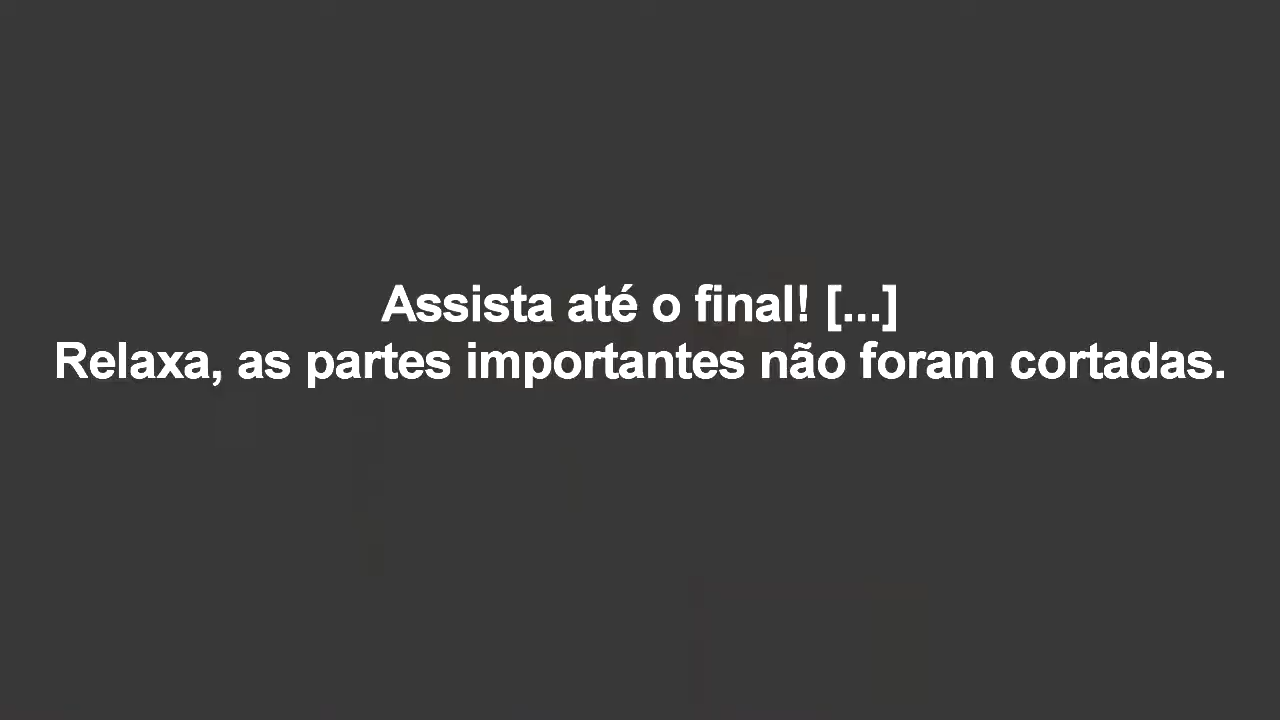 Assista até o final! [...]
Relaxa, as partes importantes não foram cortadas.